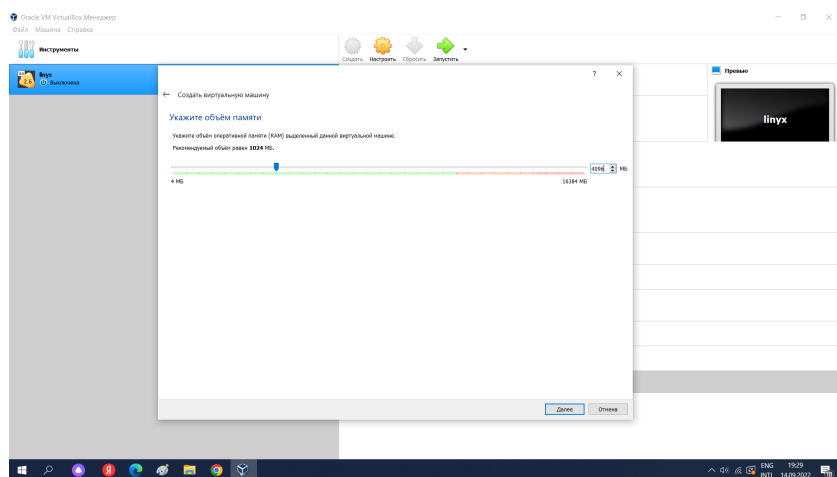 Oracle VM VirtualBox Менеджер
Файл Машина Справка
Инструменты
Создать Настроить Сбросить Запустить
linyx
Выключена
2.6
Превью
linyx
? ×
← Создать виртуальную машину
Укажите объём памяти
Укажите объём оперативной памяти (RAM) выделенный данной виртуальной машине.
Рекомендуемый объём равен 1024 МБ.
4096 МБ
4 МБ 16384 МБ
Далее Отмена
ENG 19:29
INTL 14.09.2022